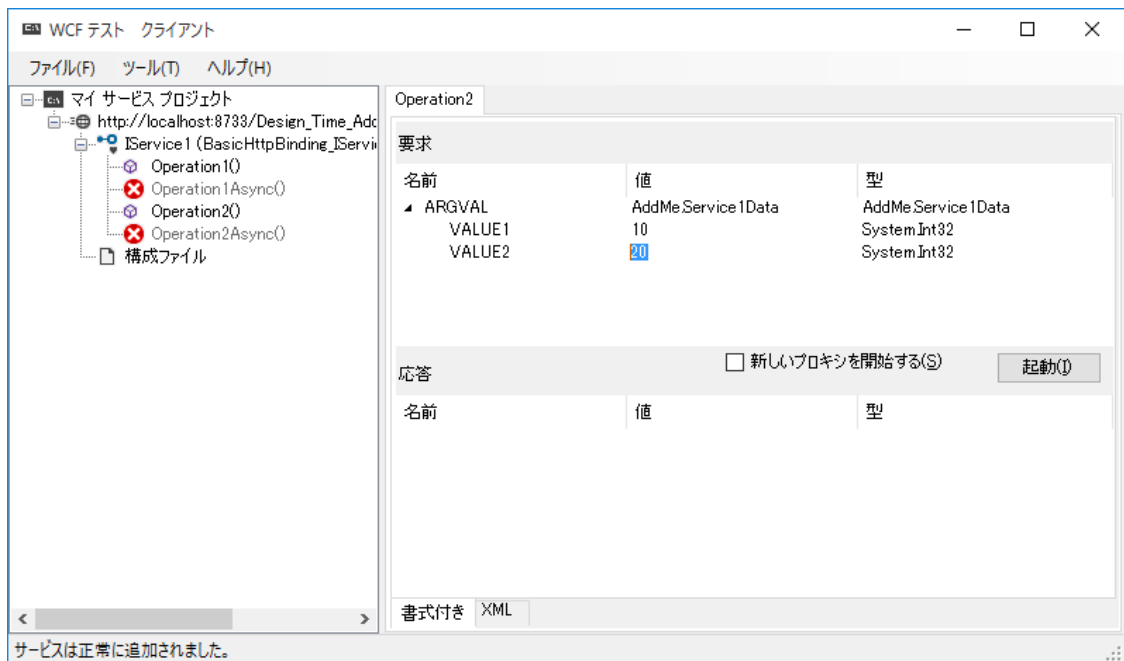 WCF テスト クライアント
ファイル(F) ツール(T) ヘルプ(H)
マイ サービス プロジェクト
http://localhost:8733/Design_Time_Add
IService1 (BasicHttpBinding_IServi
Operation1()
Operation1Async()
Operation2()
Operation2Async()
構成ファイル
Operation2
要求
名前 値 型
ARGVAL AddMe.Service1Data AddMe.Service1Data
VALUE1 10 System.Int32
VALUE2 20 System.Int32
応答 新しいプロキシを開始する(S) 起動(I)
名前 値 型
書式付き XML
サービスは正常に追加されました。